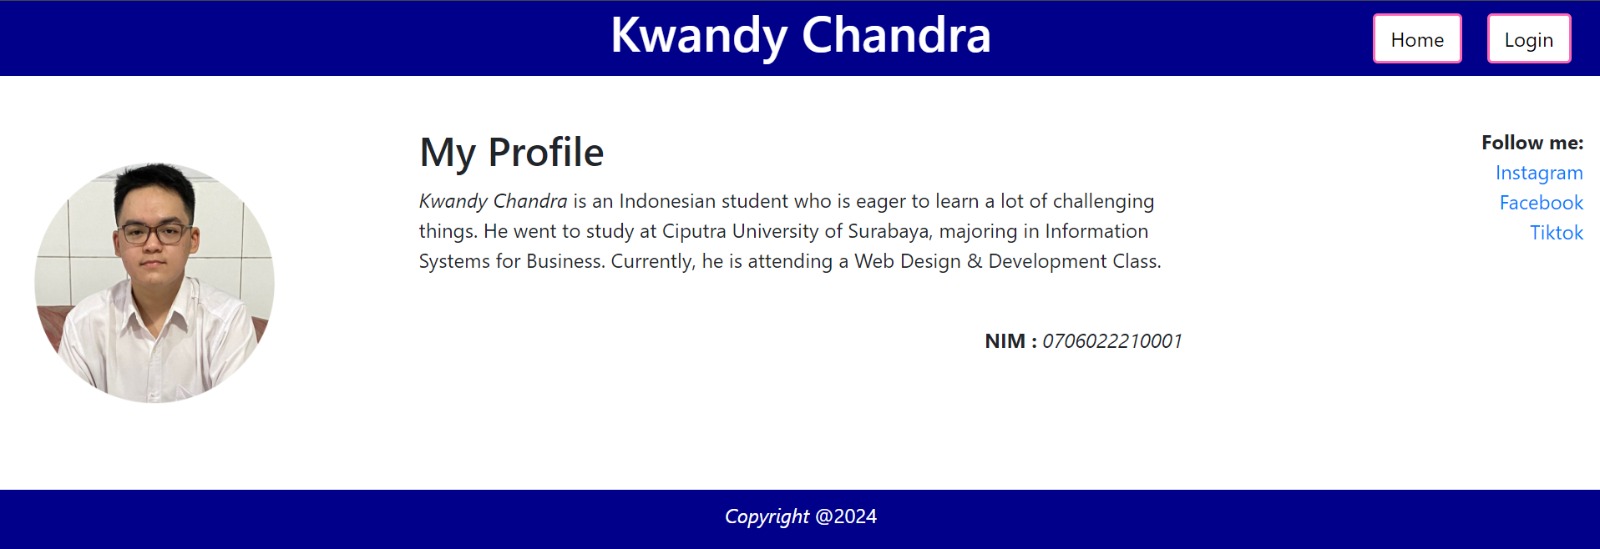 Kwandy Chandra
Home
Login
My Profile
Kwandy Chandra is an Indonesian student who is eager to learn a lot of challenging
things. He went to study at Ciputra University of Surabaya, majoring in Information
Systems for Business. Currently, he is attending a Web Design & Development Class.
NIM : 0706022210001
Follow me:
Instagram
Facebook
Tiktok
Copyright @2024